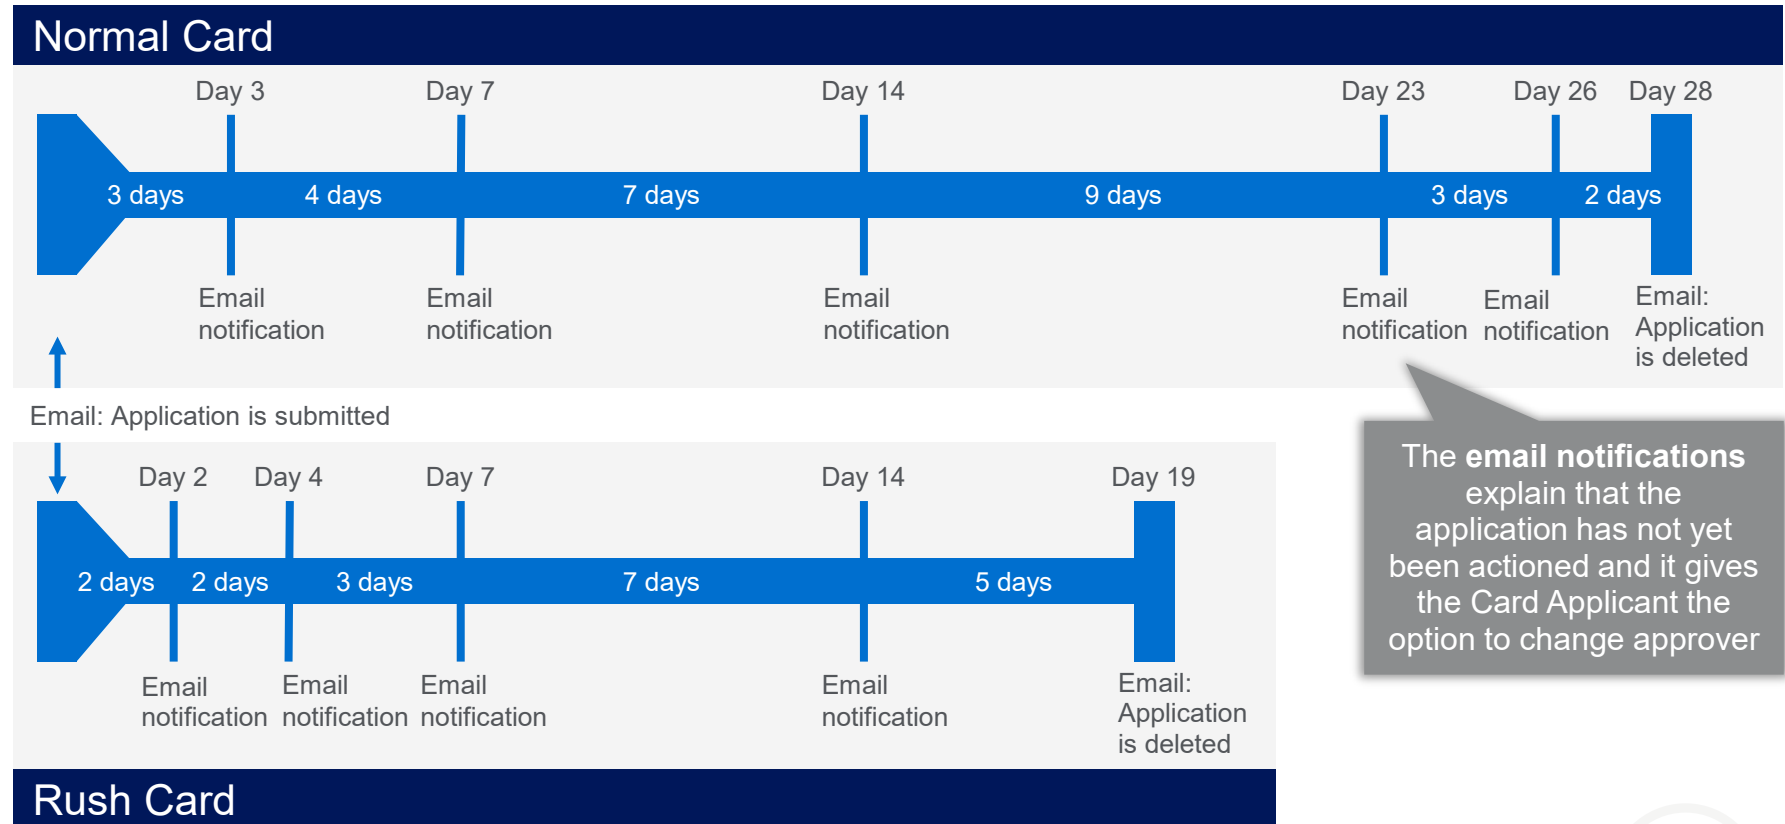 Normal Card
Day 3
Day 7
Day 14
Day 23
Day 26
Day 28
3 days
4 days
7 days
9 days
3 days
2 days
Email
notification
Email
notification
Email
notification
Email
notification
Email
notification
Email:
Application
is deleted
Email: Application is submitted
Day 2
Day 4
Day 7
Day 14
Day 19
2 days
2 days
3 days
7 days
5 days
Email
notification
Email
notification
Email
notification
Email
notification
Email:
Application
is deleted
The email notifications
explain that the
application has not yet
been actioned and it gives
the Card Applicant the
option to change approver
Rush Card